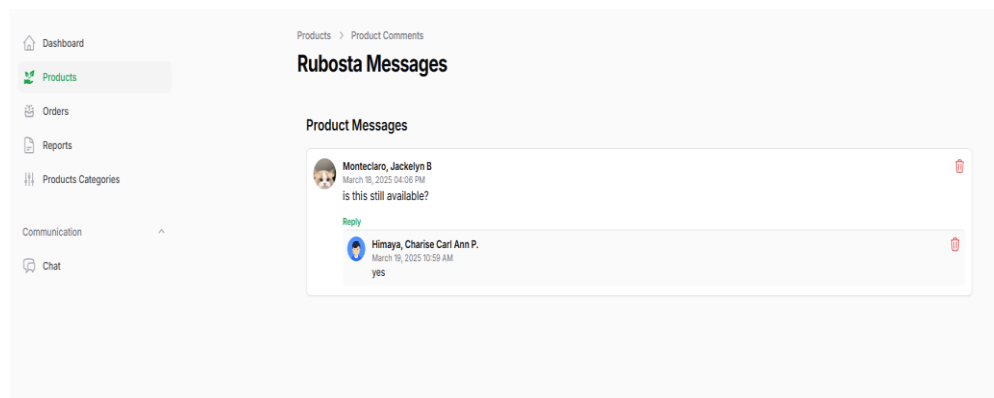 Dashboard
Products
Orders
Reports
Products Categories
Communication
Chat
Products > Product Comments
Rubosta Messages
Product Messages
Monteclaro, Jackelyn B
March 18, 2025 04:06 PM
is this still available?
Reply
Himaya, Charise Carl Ann P.
March 19, 2025 10:59 AM
yes